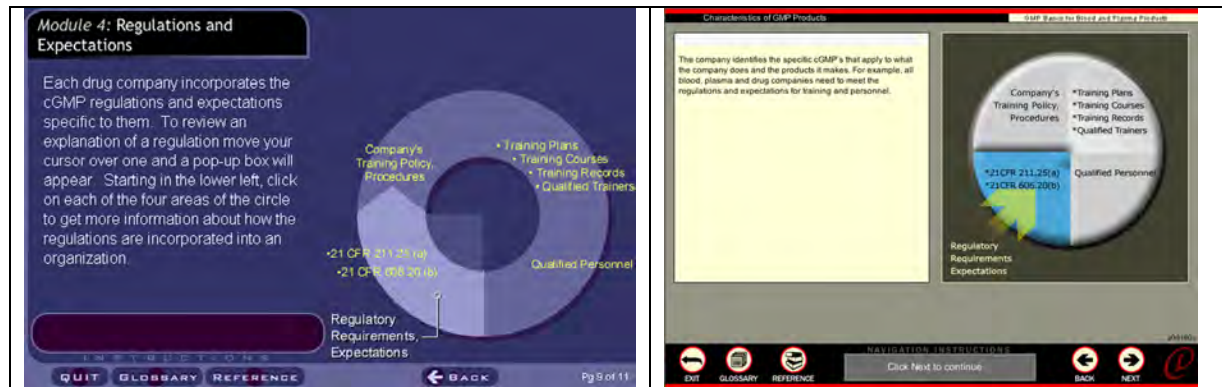 Module 4: Regulations and
Expectations
Each drug company incorporates the
cGMP regulations and expectations
specific to them. To review an
explanation of a regulation move your
cursor over one and a pop-up box will
appear. Starting in the lower left, click
on each of the four areas of the circle
to get more information about how the
regulations are incorporated into an
organization.
Company's
Training Policy,
Procedures
• Training Plans
• Training Courses
• Training Records
• Qualified Trainers
•21 CFR 211.25 (a)
•21 CFR 606.20 (b)
Qualified Personnel
Regulatory
Requirements,
Expectations
INSTRUCTIONS
QUIT
GLOSSARY
REFERENCE
BACK
Pg 9 of 11
Characteristics of GMP Products
GMP Basics for Blood and Plasma Products
The company identifies the specific cGMP's that apply to what
the company does and the products it makes. For example, all
blood, plasma and drug companies need to meet the
regulations and expectations for training and personnel.
Company's
Training Policy,
Procedures
*Training Plans
*Training Courses
*Training Records
*Qualified Trainers
*21CFR 211.25(a)
*21CFR 606.20(b)
Qualified Personnel
Regulatory
Requirements
Expectations
NAVIGATION INSTRUCTIONS
Click Next to continue
EXIT
GLOSSARY
REFERENCE
BACK
NEXT